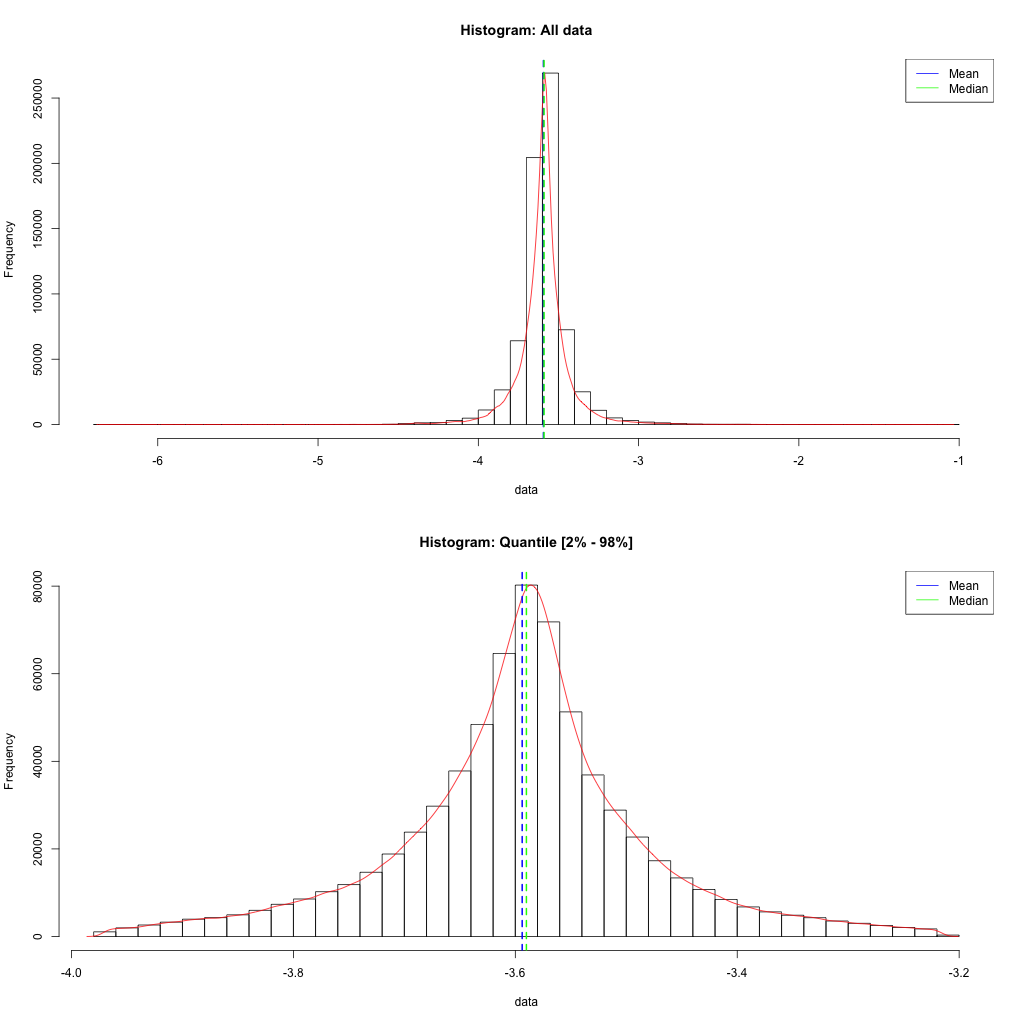 Histogram: All data
Mean
Median
Frequency
250000
200000
150000
100000
50000
0
-6 -5 -4 -3 -2 -1
data
Histogram: Quantile [2% - 98%]
Mean
Median
Frequency
80000
60000
40000
20000
0
-4.0 -3.8 -3.6 -3.4 -3.2
data